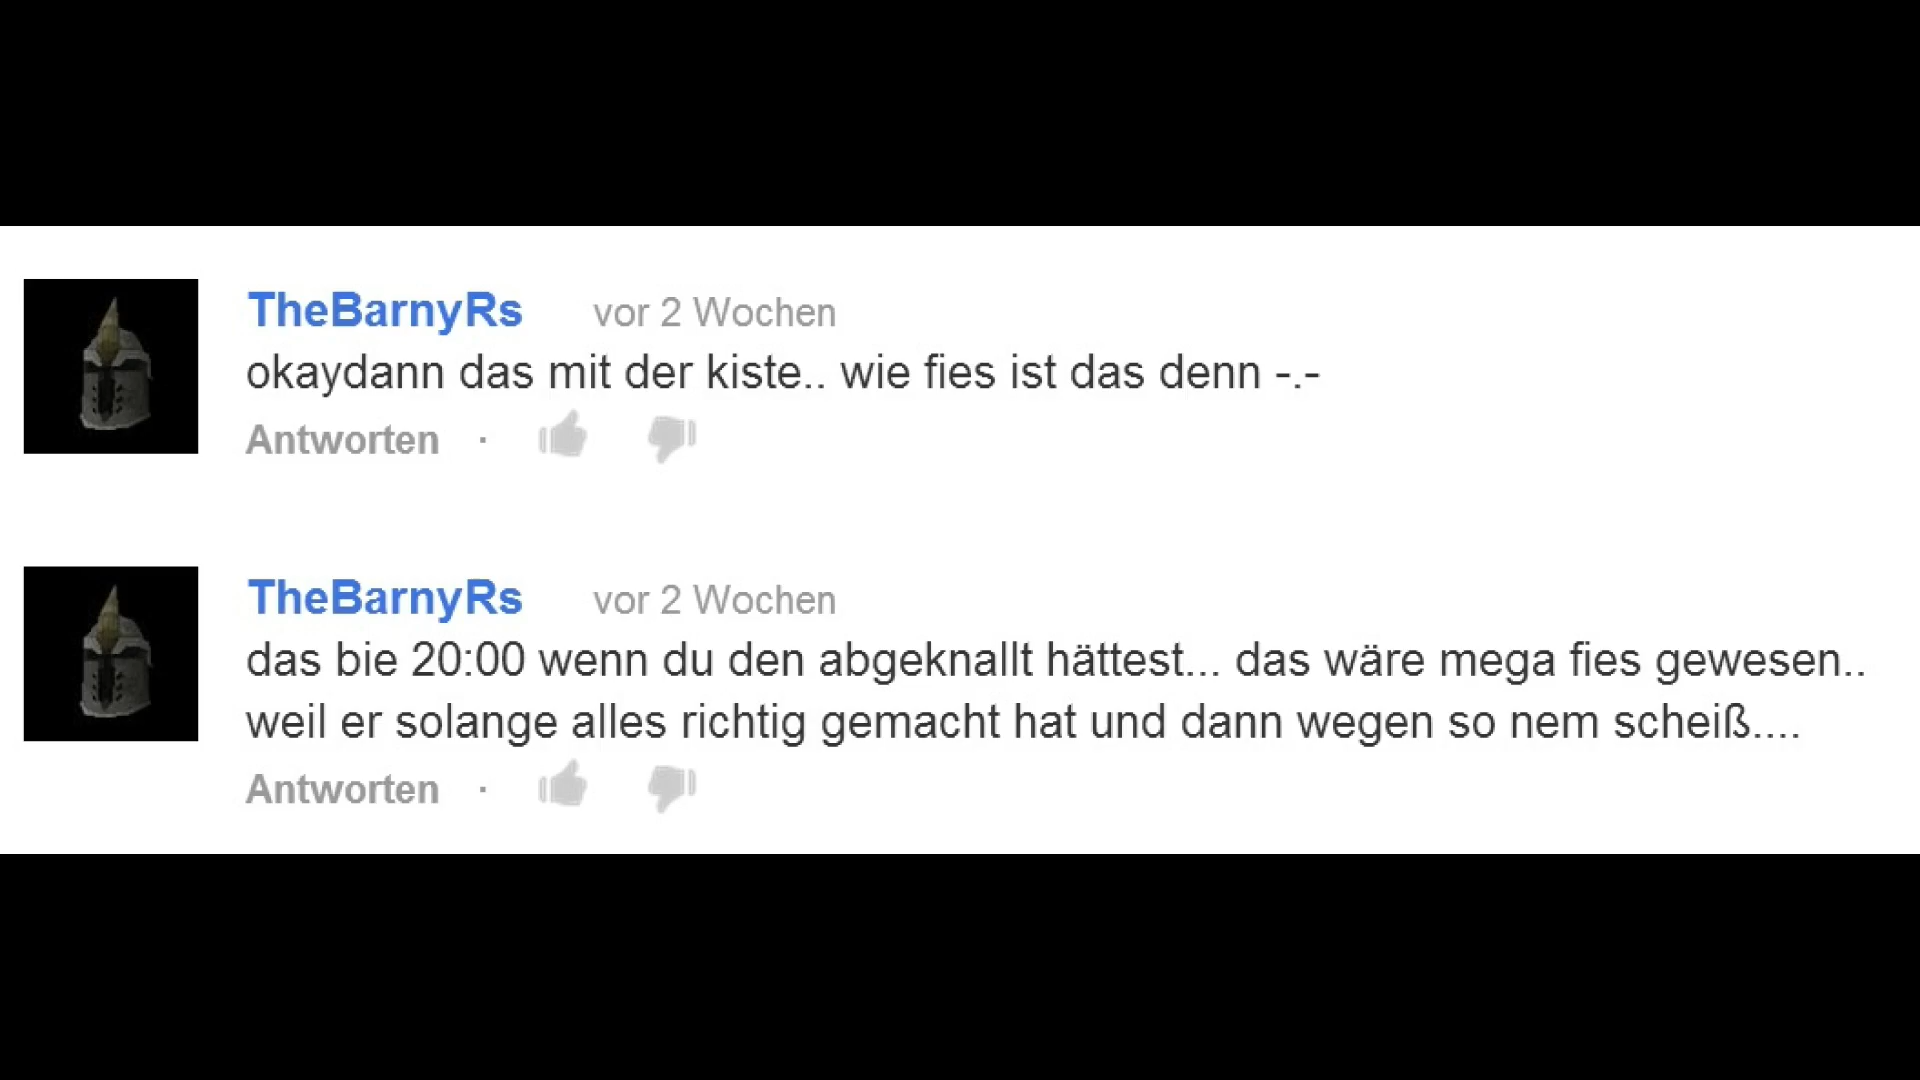 TheBarnyRs vor 2 Wochen
okaydann das mit der kiste.. wie fies ist das denn -.-
Antworten ·
TheBarnyRs vor 2 Wochen
das bie 20:00 wenn du den abgeknallt hättest... das wäre mega fies gewesen..
weil er solange alles richtig gemacht hat und dann wegen so nem scheiß....
Antworten ·